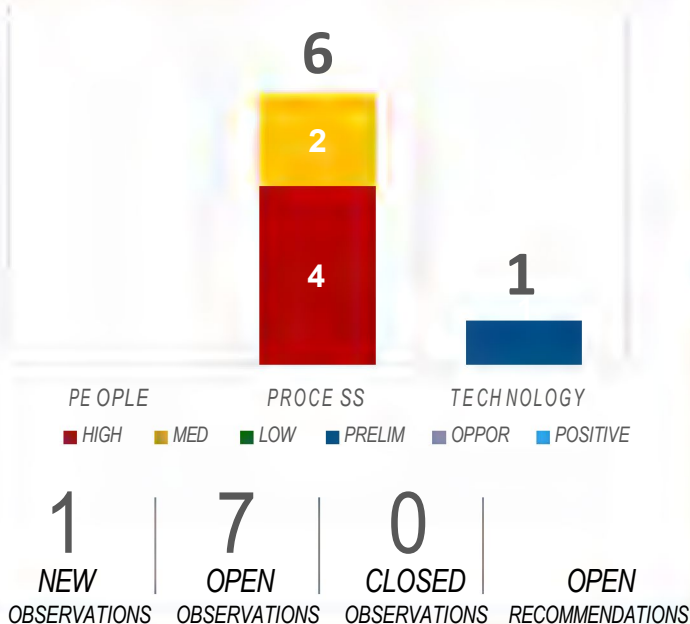 6
2
4
1
PEOPLE PROCESS TECHNOLOGY
HIGH MED LOW PRELIM OPPOR POSITIVE
1 7 0
NEW OPEN CLOSED OPEN
OBSERVATIONS OBSERVATIONS OBSERVATIONS RECOMMENDATIONS